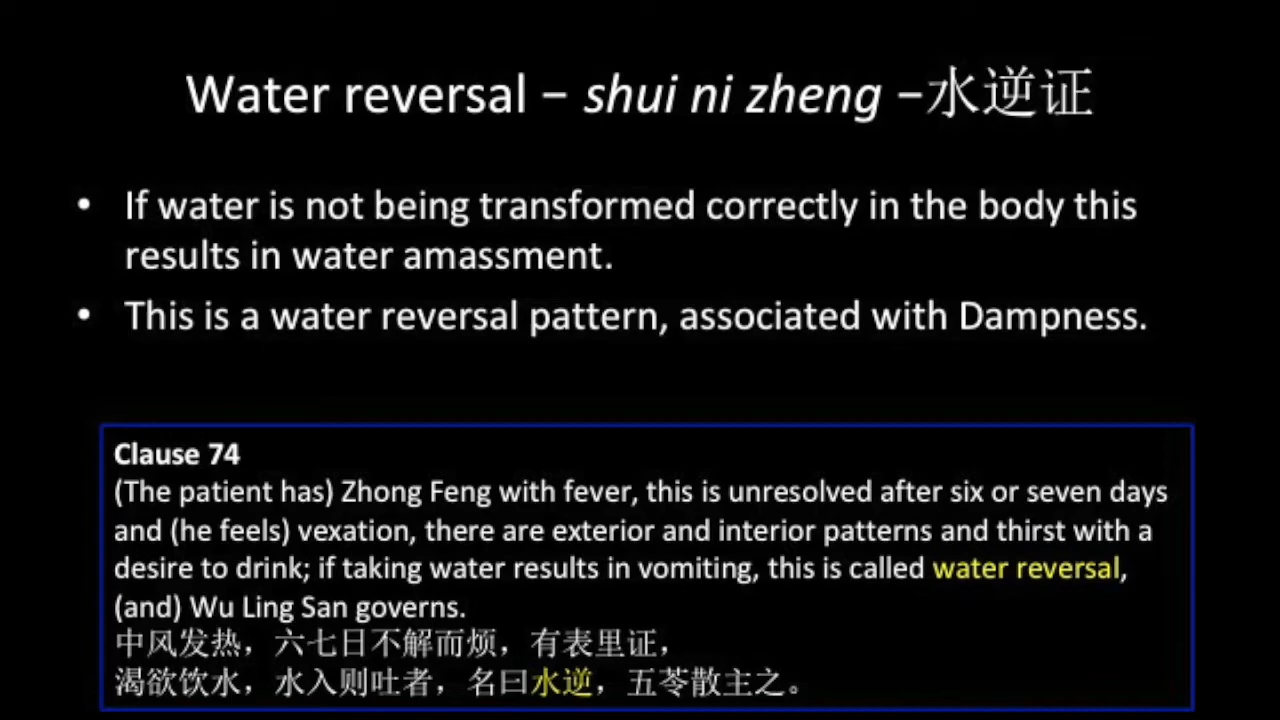 Water reversal – shui ni zheng –水逆证
• If water is not being transformed correctly in the body this
results in water amassment.
• This is a water reversal pattern, associated with Dampness.
Clause 74
(The patient has) Zhong Feng with fever, this is unresolved after six or seven days
and (he feels) vexation, there are exterior and interior patterns and thirst with a
desire to drink; if taking water results in vomiting, this is called water reversal,
(and) Wu Ling San governs.
中风发热，六七日不解而烦，有表里证，
渴欲饮水，水入则吐者，名曰水逆，五苓散主之。